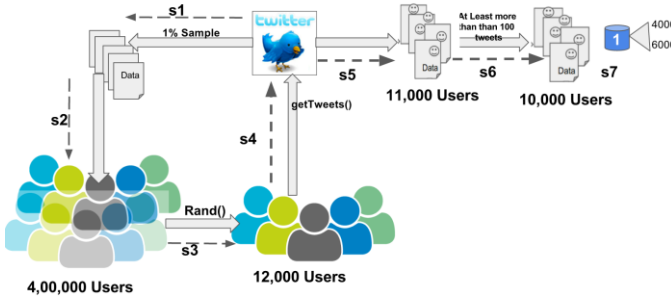 s1
twitter
1% Sample
Data
s2
s5
At Least more
than than 100
tweets
s6
Data
Data
1
4000
6000
s7
11,000 Users
10,000 Users
getTweets()
s4
Rand()
s3
4,00,000 Users
12,000 Users